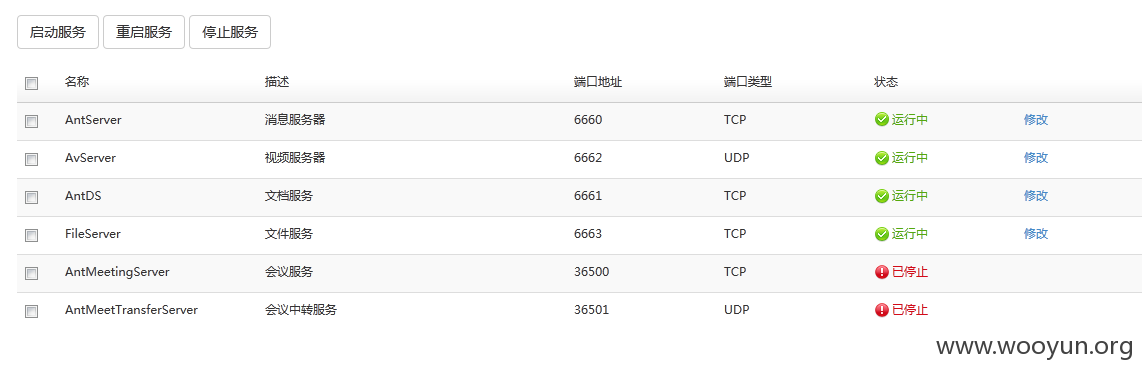 启动服务 重启服务 停止服务
名称 描述 端口地址 端口类型 状态
AntServer 消息服务器 6660 TCP 运行中 修改
AvServer 视频服务器 6662 UDP 运行中 修改
AntDS 文档服务 6661 TCP 运行中 修改
FileServer 文件服务 6663 TCP 运行中 修改
AntMeetingServer 会议服务 36500 TCP 已停止
AntMeetTransferServer 会议中转服务 36501 UDP 已停止
www.wooyun.org